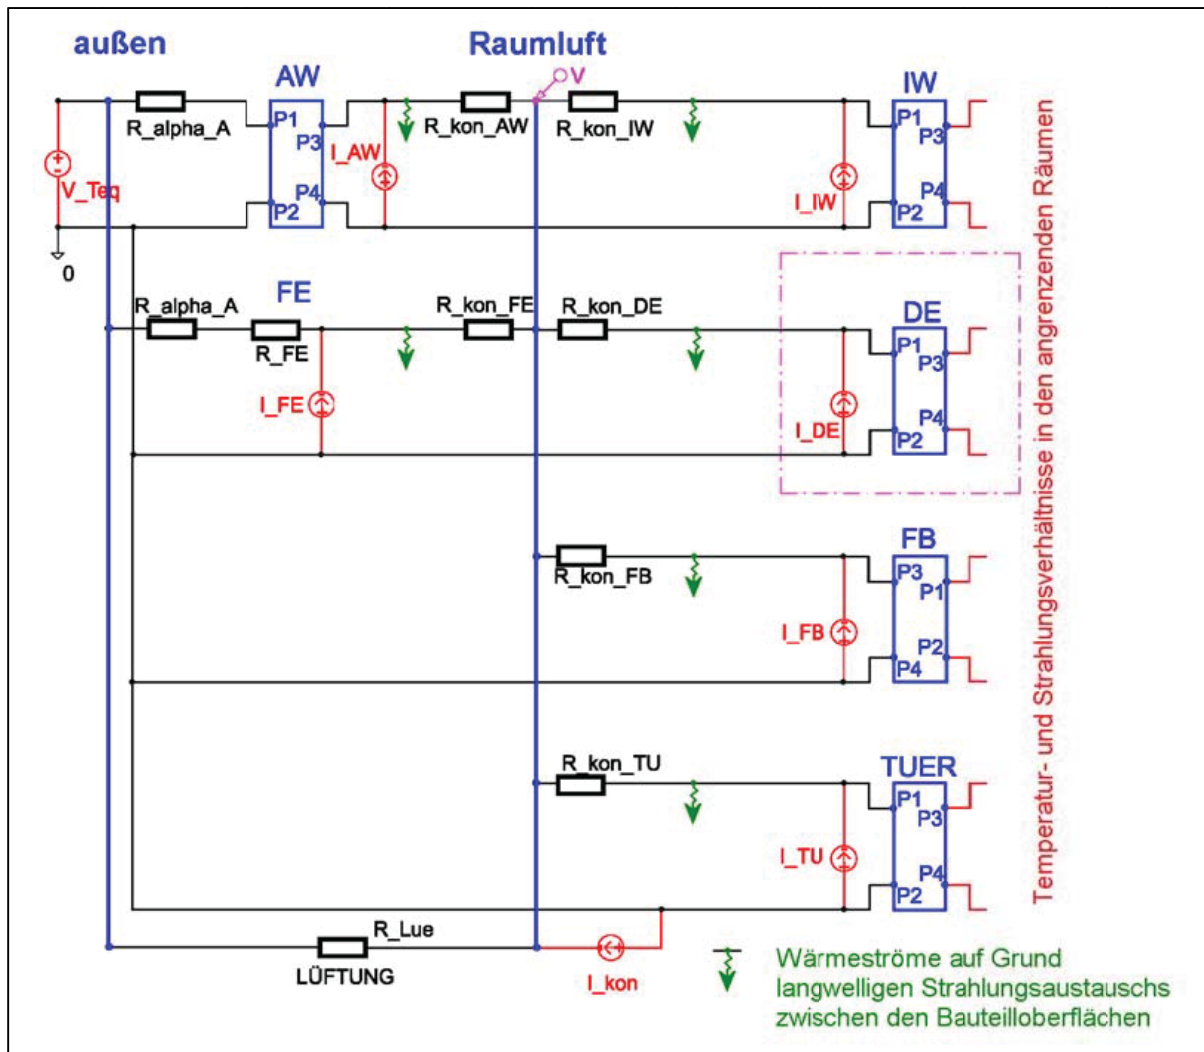 außen
Raumluft
V
AW
IW
R_alpha_A
P1
P3
P4
P2
I_AW
R_kon_AW
R_kon_IW
P1
P3
P4
P2
I_IW
V_Teq
0
FE
DE
R_alpha_A
R_FE
R_kon_FE
R_kon_DE
P1
P3
P4
P2
I_FE
I_DE
FB
R_kon_FB
P3
P1
P2
P4
I_FB
TUER
R_kon_TU
P1
P3
P4
P2
I_TU
R_Lue
LÜFTUNG
I_kon
Temperatur- und Strahlungsverhältnisse in den angrenzenden Räumen
Wärmeströme auf Grund
langwelligen Strahlungsaustauschs
zwischen den Bauteilloberflächen